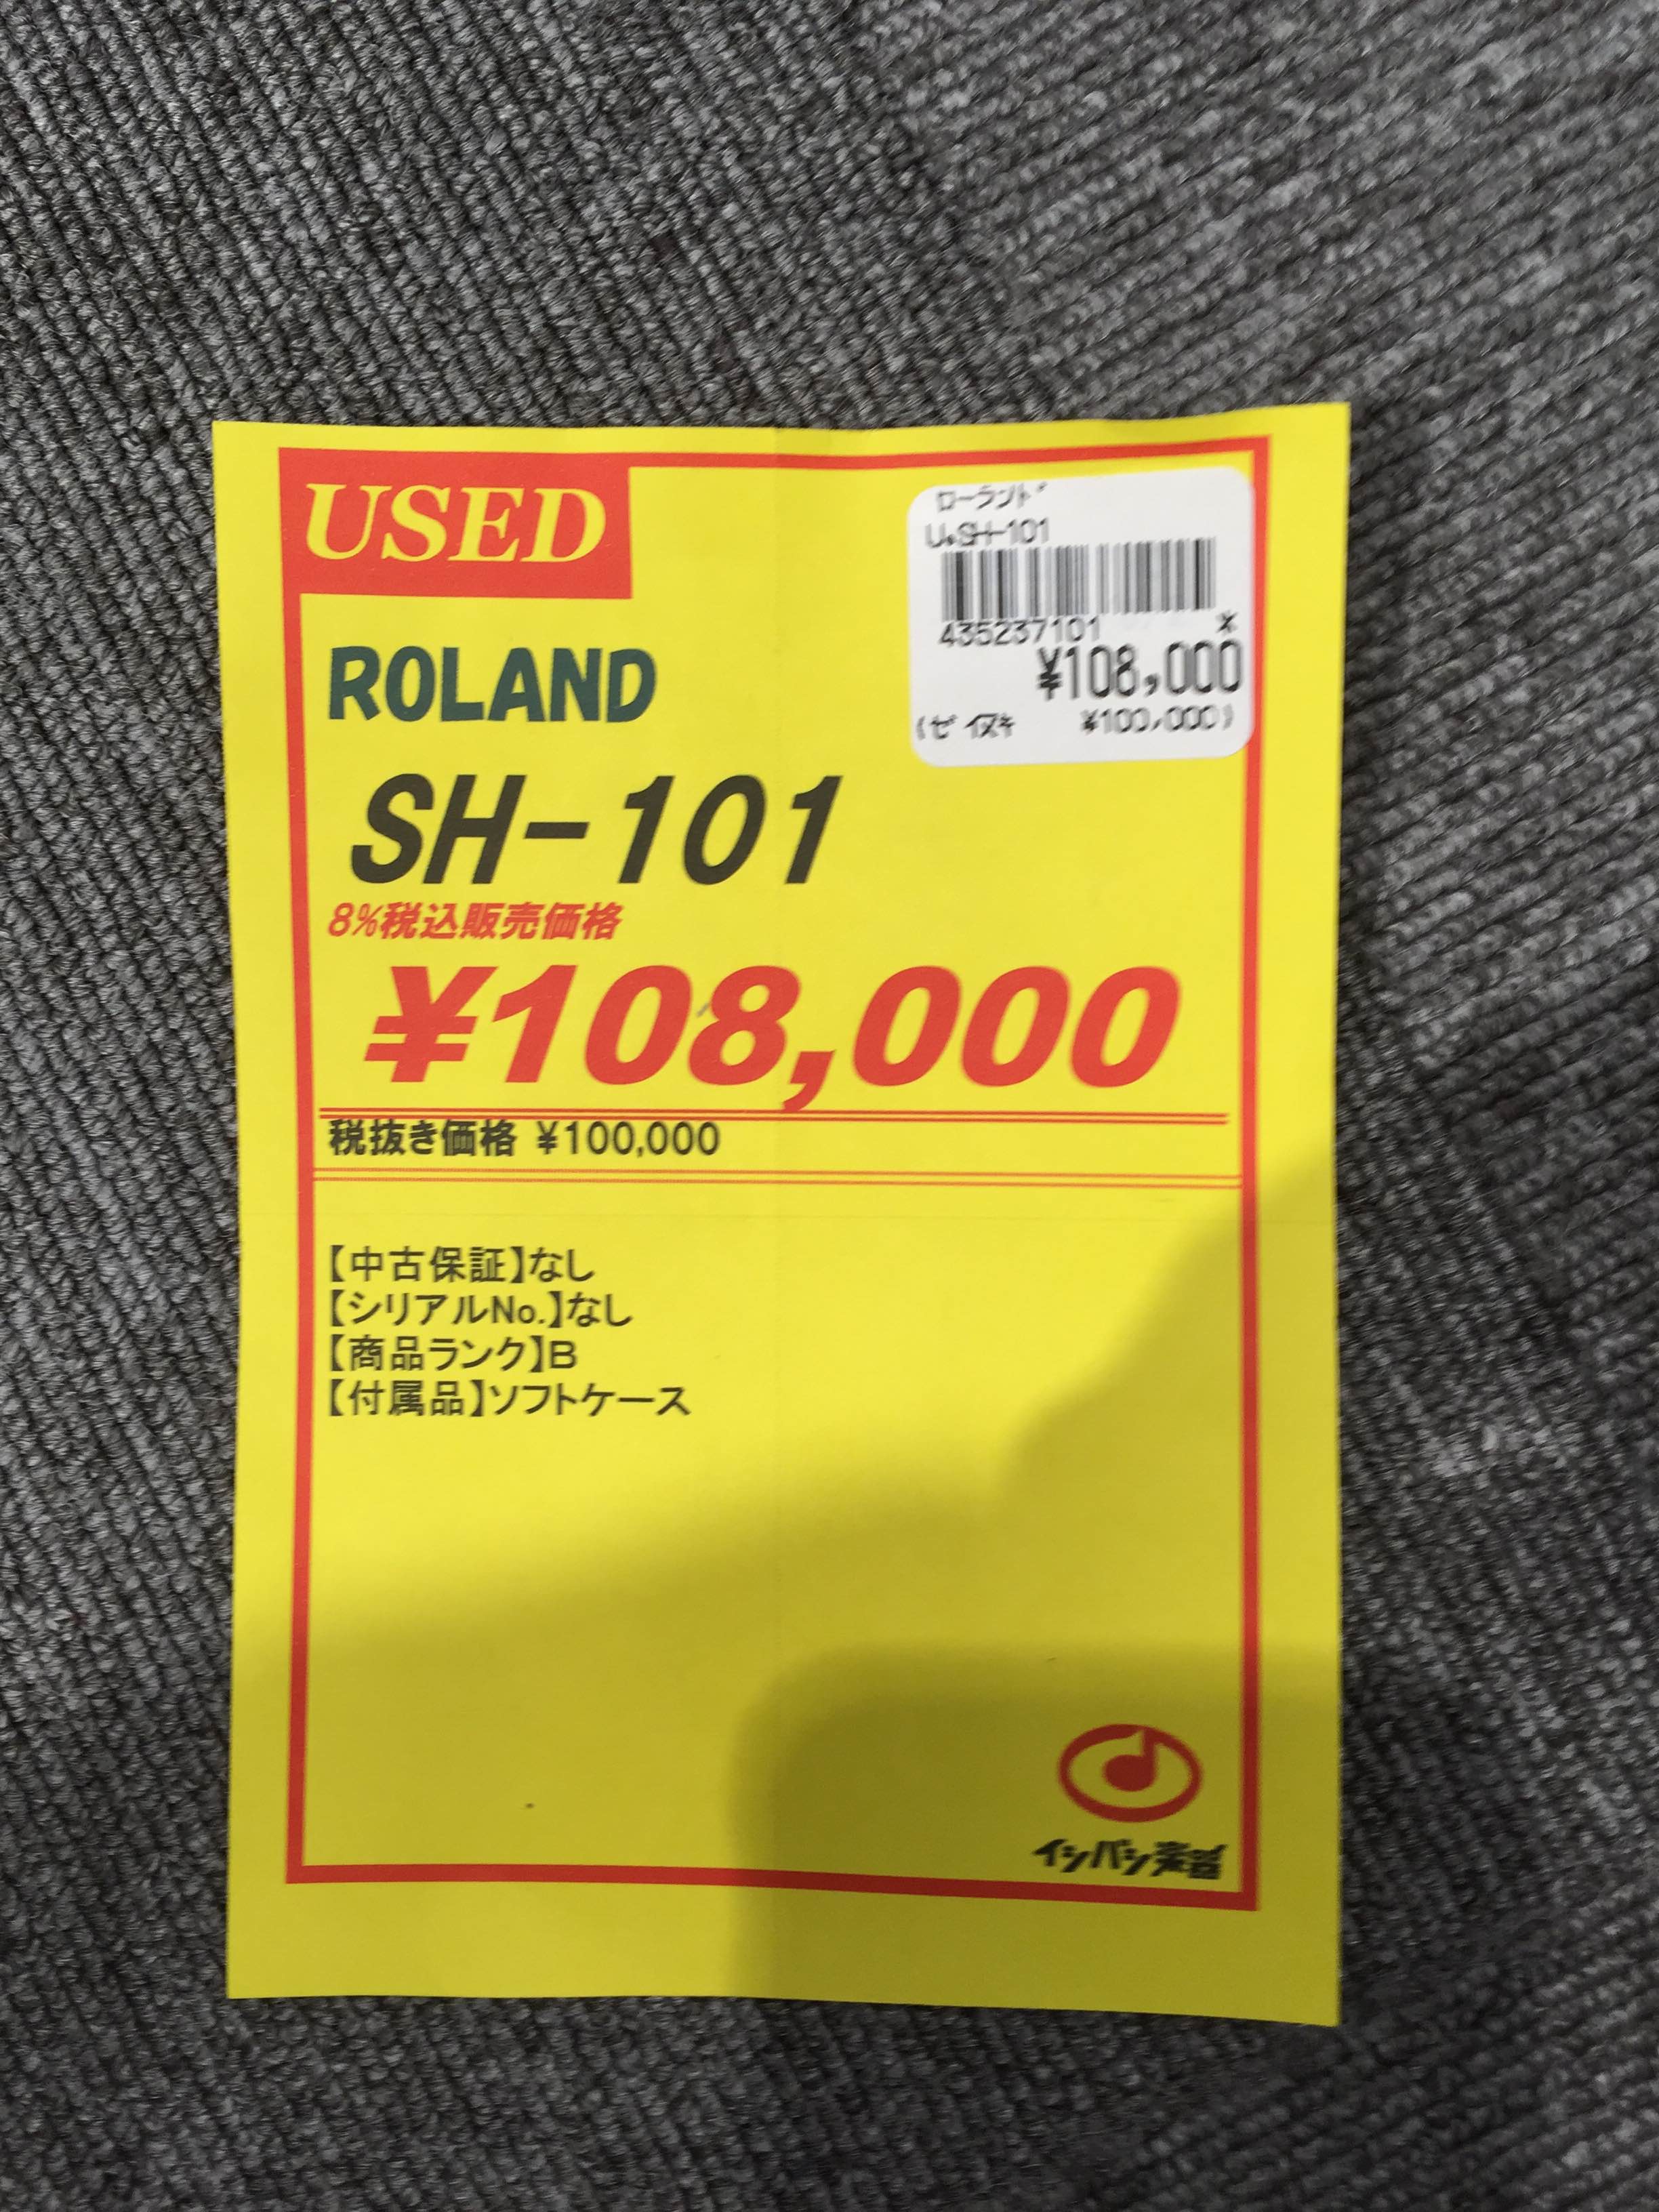 USED
ローランド
U.SH-101
435237101
*
¥108,000
(ゼイヌキ ¥100,000)
ROLAND
SH-101
8%税込販売価格
¥108,000
税抜き価格 ¥100,000
【中古保証】なし
【シリアルNo.】なし
【商品ランク】B
【付属品】ソフトケース
イシバシ楽器